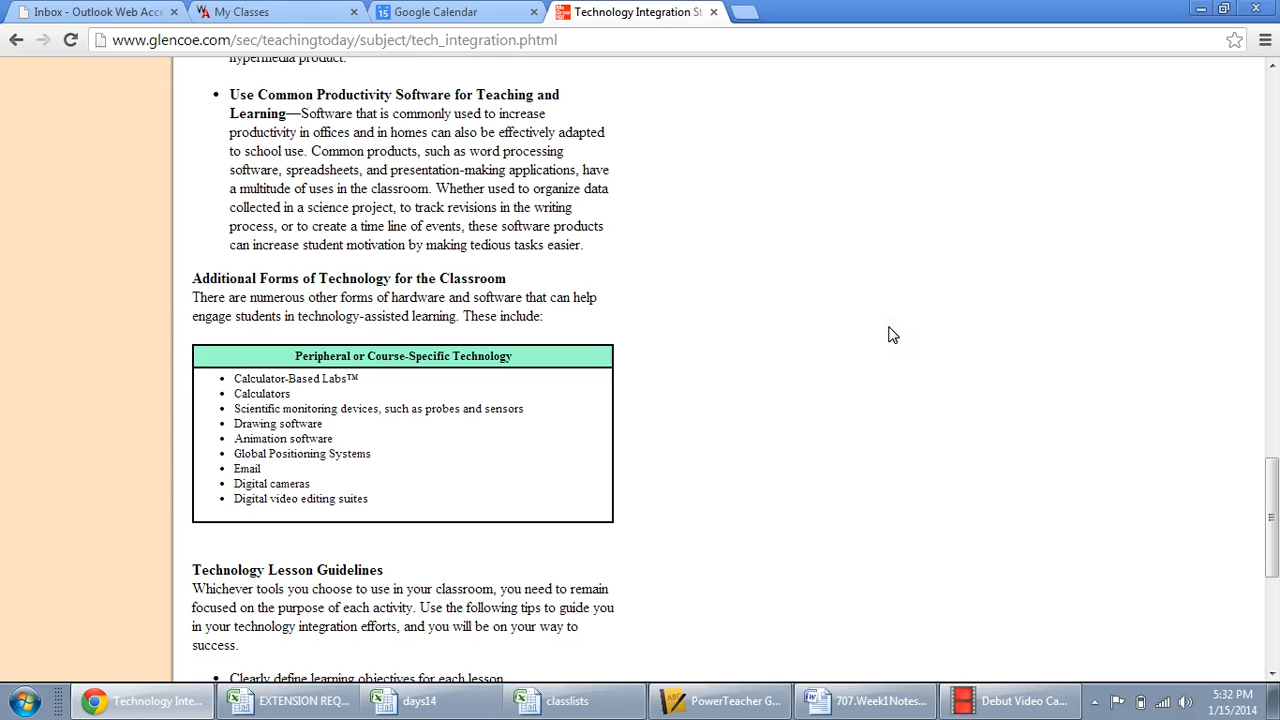 Inbox - Outlook Web Acce
My Classes
Google Calendar
Technology Integration St
www.glencoe.com/sec/teachingtoday/subject/tech_integration.phtml
hypermedia product.
• Use Common Productivity Software for Teaching and
Learning—Software that is commonly used to increase
productivity in offices and in homes can also be effectively adapted
to school use. Common products, such as word processing
software, spreadsheets, and presentation-making applications, have
a multitude of uses in the classroom. Whether used to organize data
collected in a science project, to track revisions in the writing
process, or to create a time line of events, these software products
can increase student motivation by making tedious tasks easier.
Additional Forms of Technology for the Classroom
There are numerous other forms of hardware and software that can help
engage students in technology-assisted learning. These include:
Peripheral or Course-Specific Technology
• Calculator-Based Labs™
• Calculators
• Scientific monitoring devices, such as probes and sensors
• Drawing software
• Animation software
• Global Positioning Systems
• Email
• Digital cameras
• Digital video editing suites
Technology Lesson Guidelines
Whichever tools you choose to use in your classroom, you need to remain
focused on the purpose of each activity. Use the following tips to guide you
in your technology integration efforts, and you will be on your way to
success.
• Clearly define learning objectives for each lesson
Technology Inte...
EXTENSION REQ...
days14
classlists
PowerTeacher G...
707.Week1Notes...
Debut Video Ca...
5:32 PM
1/15/2014